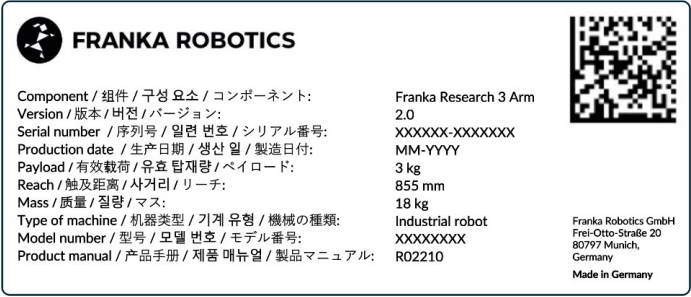 FRANKA ROBOTICS
Component / 组件 / 구성 요소 / コンポーネント: Franka Research 3 Arm
Version / 版本 / 버전 / バージョン: 2.0
Serial number / 序列号 / 일련 번호 / シリアル番号: XXXXXX-XXXXXXX
Production date / 生产日期 / 생산 일 / 製造日付: MM-YYYY
Payload / 有效载荷 / 유효 탑재량 / ペイロード: 3 kg
Reach / 触及距离 / 사거리 / リーチ: 855 mm
Mass / 质量 / 질량 / マス: 18 kg
Type of machine / 机器类型 / 기계 유형 / 機械の種類: Industrial robot
Model number / 型号 / 모델 번호 / モデル番号: XXXXXXXX
Product manual / 产品手册 / 제품 매뉴얼 / 製品マニュアル: R02210
Franka Robotics GmbH
Frei-Otto-Straße 20
80797 Munich,
Germany
Made in Germany